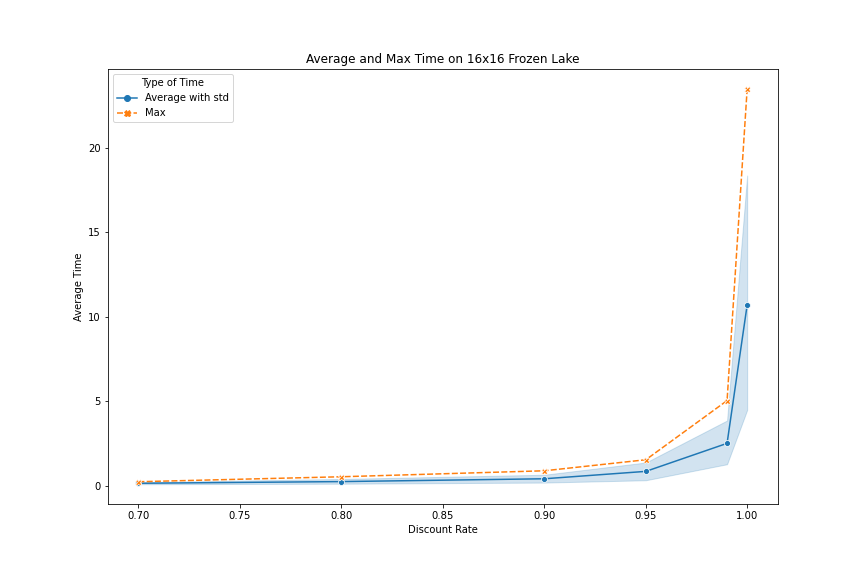 Average and Max Time on 16x16 Frozen Lake
Type of Time
Average with std
Max
Average Time
20
15
10
5
0
0.70
0.75
0.80
0.85
0.90
0.95
1.00
Discount Rate